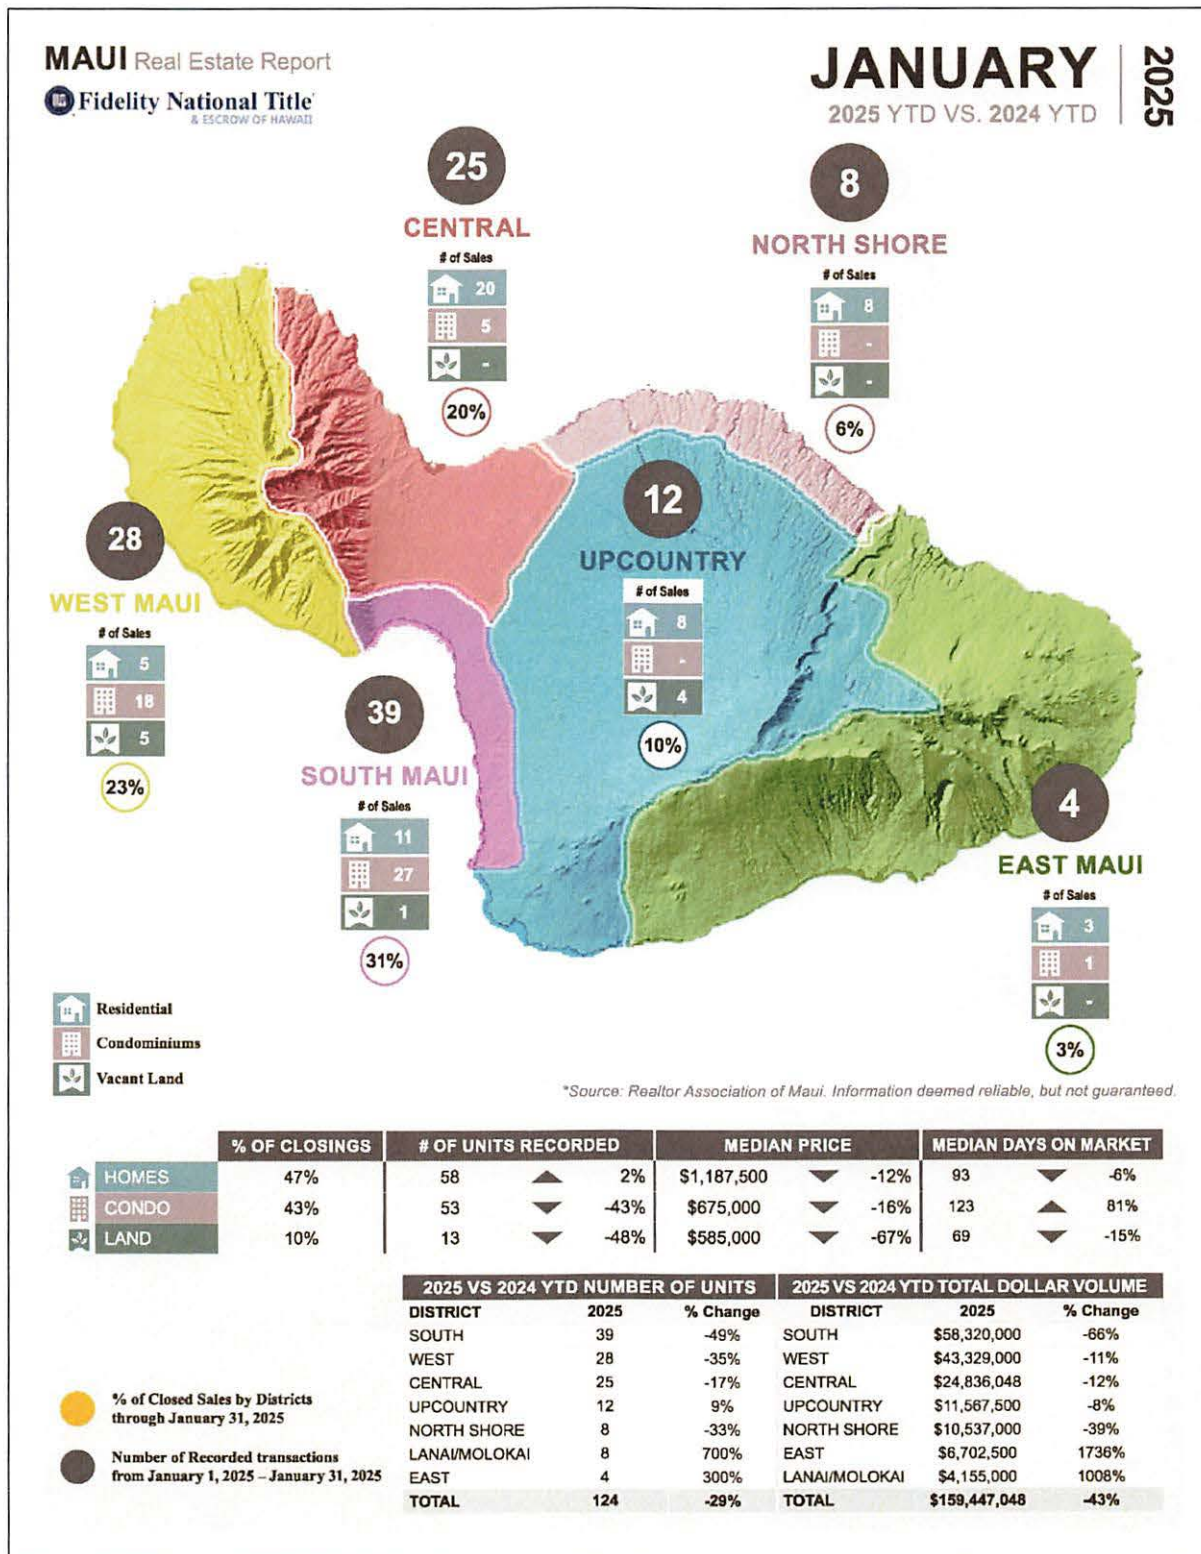 MAUI Real Estate Report
Fidelity National Title
& ESCROW OF HAWAII
JANUARY
2025 YTD VS. 2024 YTD
2025
25
CENTRAL
# of Sales
20
5
-
20%
8
NORTH SHORE
# of Sales
8
-
-
6%
28
WEST MAUI
# of Sales
5
18
5
23%
12
UPCOUNTRY
# of Sales
8
-
4
10%
39
SOUTH MAUI
# of Sales
11
27
1
31%
4
EAST MAUI
# of Sales
3
1
-
3%
Residential
Condominiums
Vacant Land
*Source: Realtor Association of Maui. Information deemed reliable, but not guaranteed.
% OF CLOSINGS # OF UNITS RECORDED MEDIAN PRICE MEDIAN DAYS ON MARKET
HOMES 47% 58 ▲ 2% $1,187,500 ▼ -12% 93 ▼ -6%
CONDO 43% 53 ▼ -43% $675,000 ▼ -16% 123 ▲ 81%
LAND 10% 13 ▼ -48% $585,000 ▼ -67% 69 ▼ -15%
2025 VS 2024 YTD NUMBER OF UNITS 2025 VS 2024 YTD TOTAL DOLLAR VOLUME
DISTRICT 2025 % Change DISTRICT 2025 % Change
SOUTH 39 -49% SOUTH $58,320,000 -66%
WEST 28 -35% WEST $43,329,000 -11%
CENTRAL 25 -17% CENTRAL $24,836,048 -12%
UPCOUNTRY 12 9% UPCOUNTRY $11,567,500 -8%
NORTH SHORE 8 -33% NORTH SHORE $10,537,000 -39%
LANAI/MOLOKAI 8 700% EAST $6,702,500 1736%
EAST 4 300% LANAI/MOLOKAI $4,155,000 1008%
TOTAL 124 -29% TOTAL $159,447,048 -43%
% of Closed Sales by Districts
through January 31, 2025
Number of Recorded transactions
from January 1, 2025 – January 31, 2025